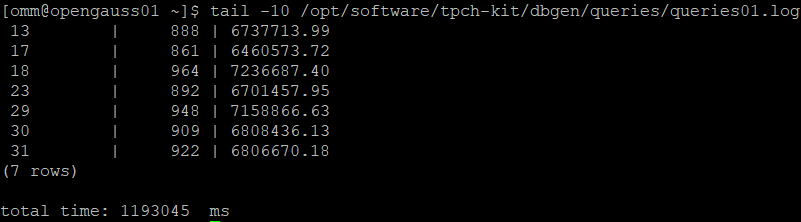 [omm@opengauss01 ~]$ tail -10 /opt/software/tpch-kit/dbgen/queries/queries01.log
 13        |     888 | 6737713.99
 17        |     861 | 6460573.72
 18        |     964 | 7236687.40
 23        |     892 | 6701457.95
 29        |     948 | 7158866.63
 30        |     909 | 6808436.13
 31        |     922 | 6806670.18
(7 rows)

total time: 1193045  ms